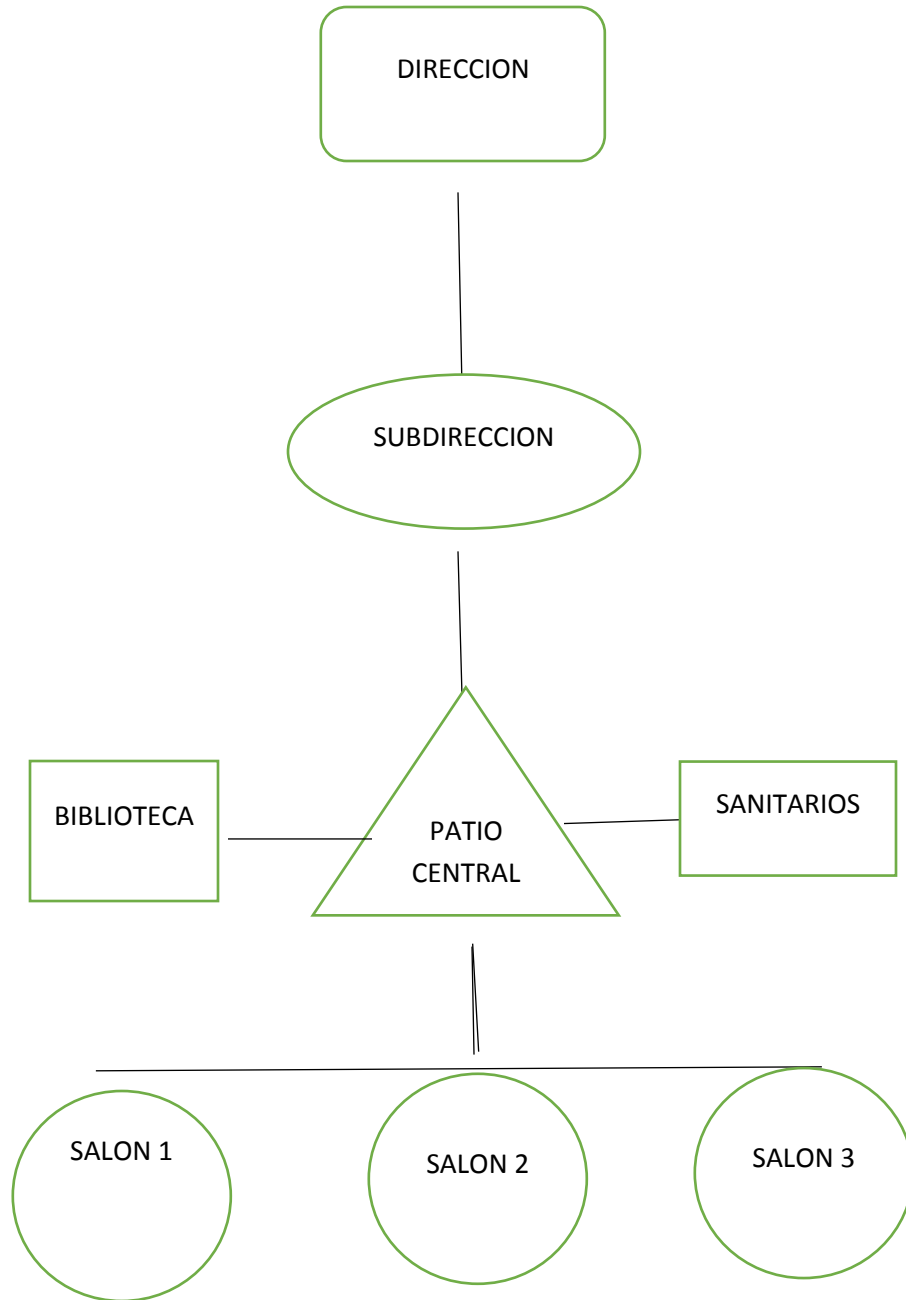 DIRECCION
SUBDIRECCION
BIBLIOTECA
PATIO
CENTRAL
SANITARIOS
SALON 1
SALON 2
SALON 3